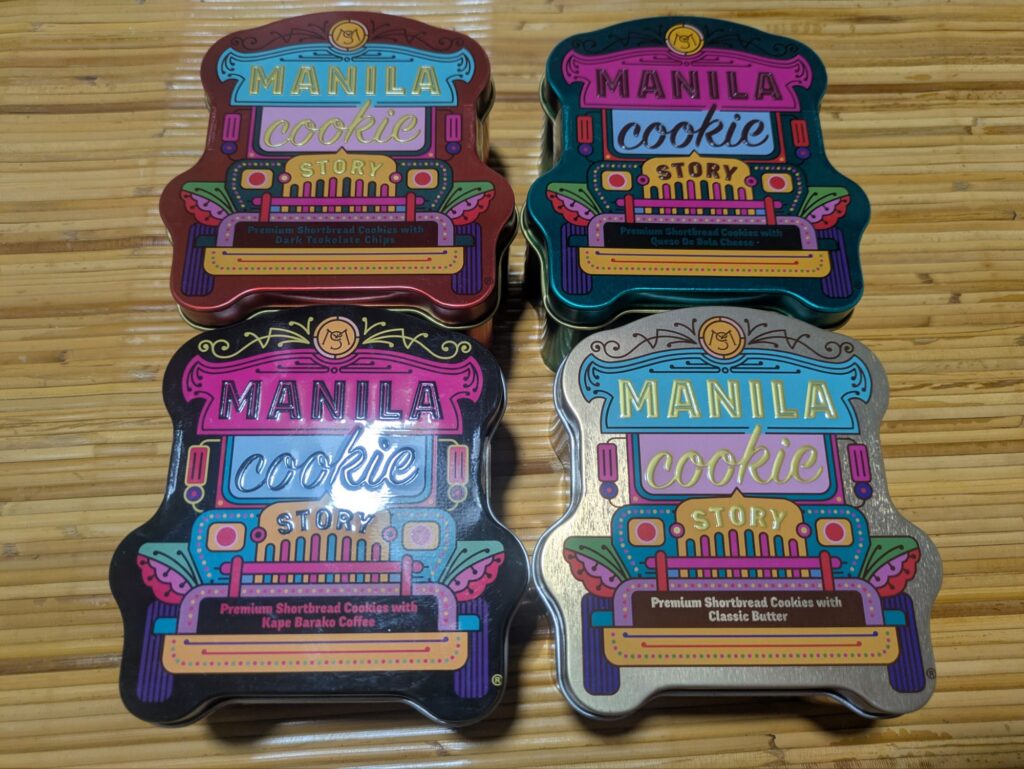 MANILA
cookie
STORY
Premium Shortbread Cookies with
Dark Tsokolate Chips
MANILA
cookie
STORY
Premium Shortbread Cookies with
Queso De Bola Cheese
MANILA
cookie
STORY
Premium Shortbread Cookies with
Kape Barako Coffee
®
MANILA
cookie
STORY
Premium Shortbread Cookies with
Classic Butter
®